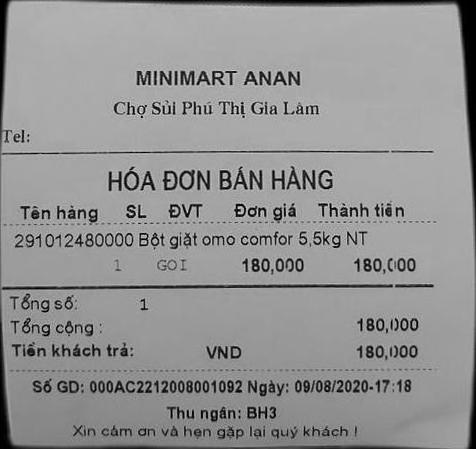 MINIMART ANAN
Chợ Sủi Phú Thị Gia Lâm
Tel:
HÓA ĐƠN BÁN HÀNG
Tên hàng SL ĐVT Đơn giá Thành tiền
291012480000 Bột giặt omo comfor 5,5kg NT
1 GOI 180,000 180,000
Tổng số: 1
Tổng cộng : 180,000
Tiền khách trả: VND 180,000
Số GD: 000AC2212008001092 Ngày: 09/08/2020-17:18
Thu ngân: BH3
Xin cảm ơn và hẹn gặp lại quý khách !